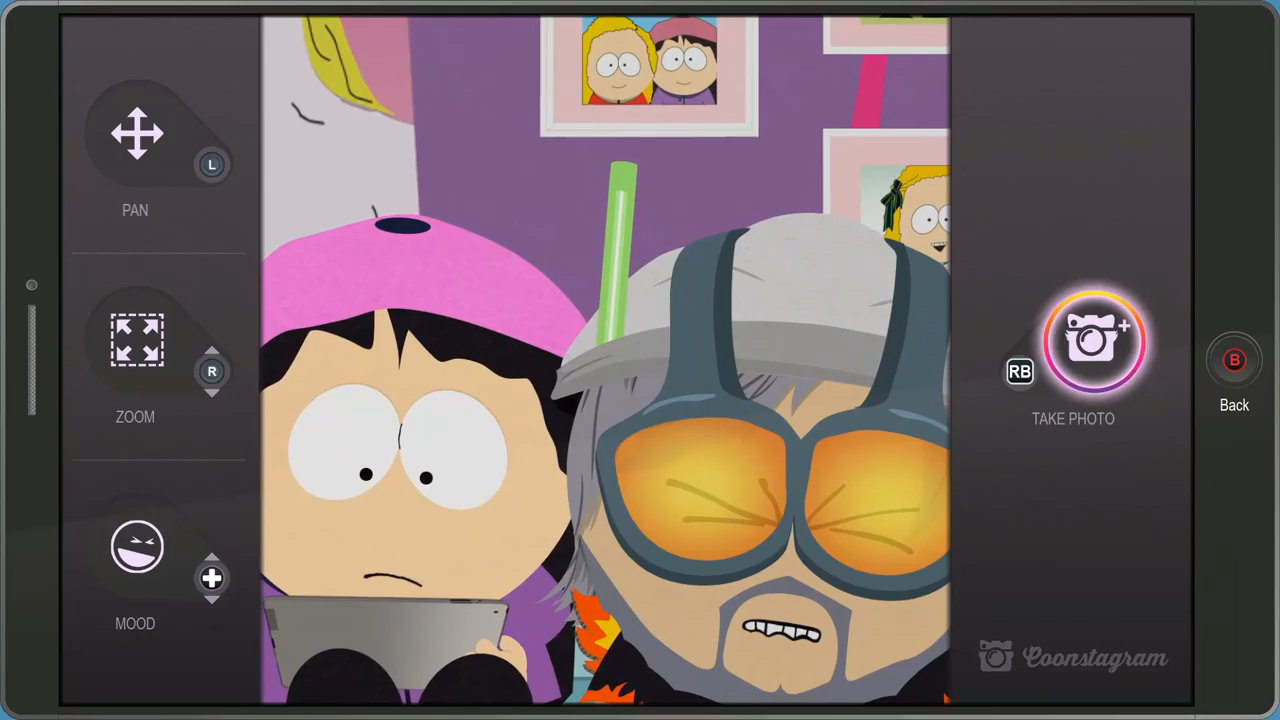 L
PAN
R
ZOOM
MOOD
RB
TAKE PHOTO
B
Back
Coonstagram